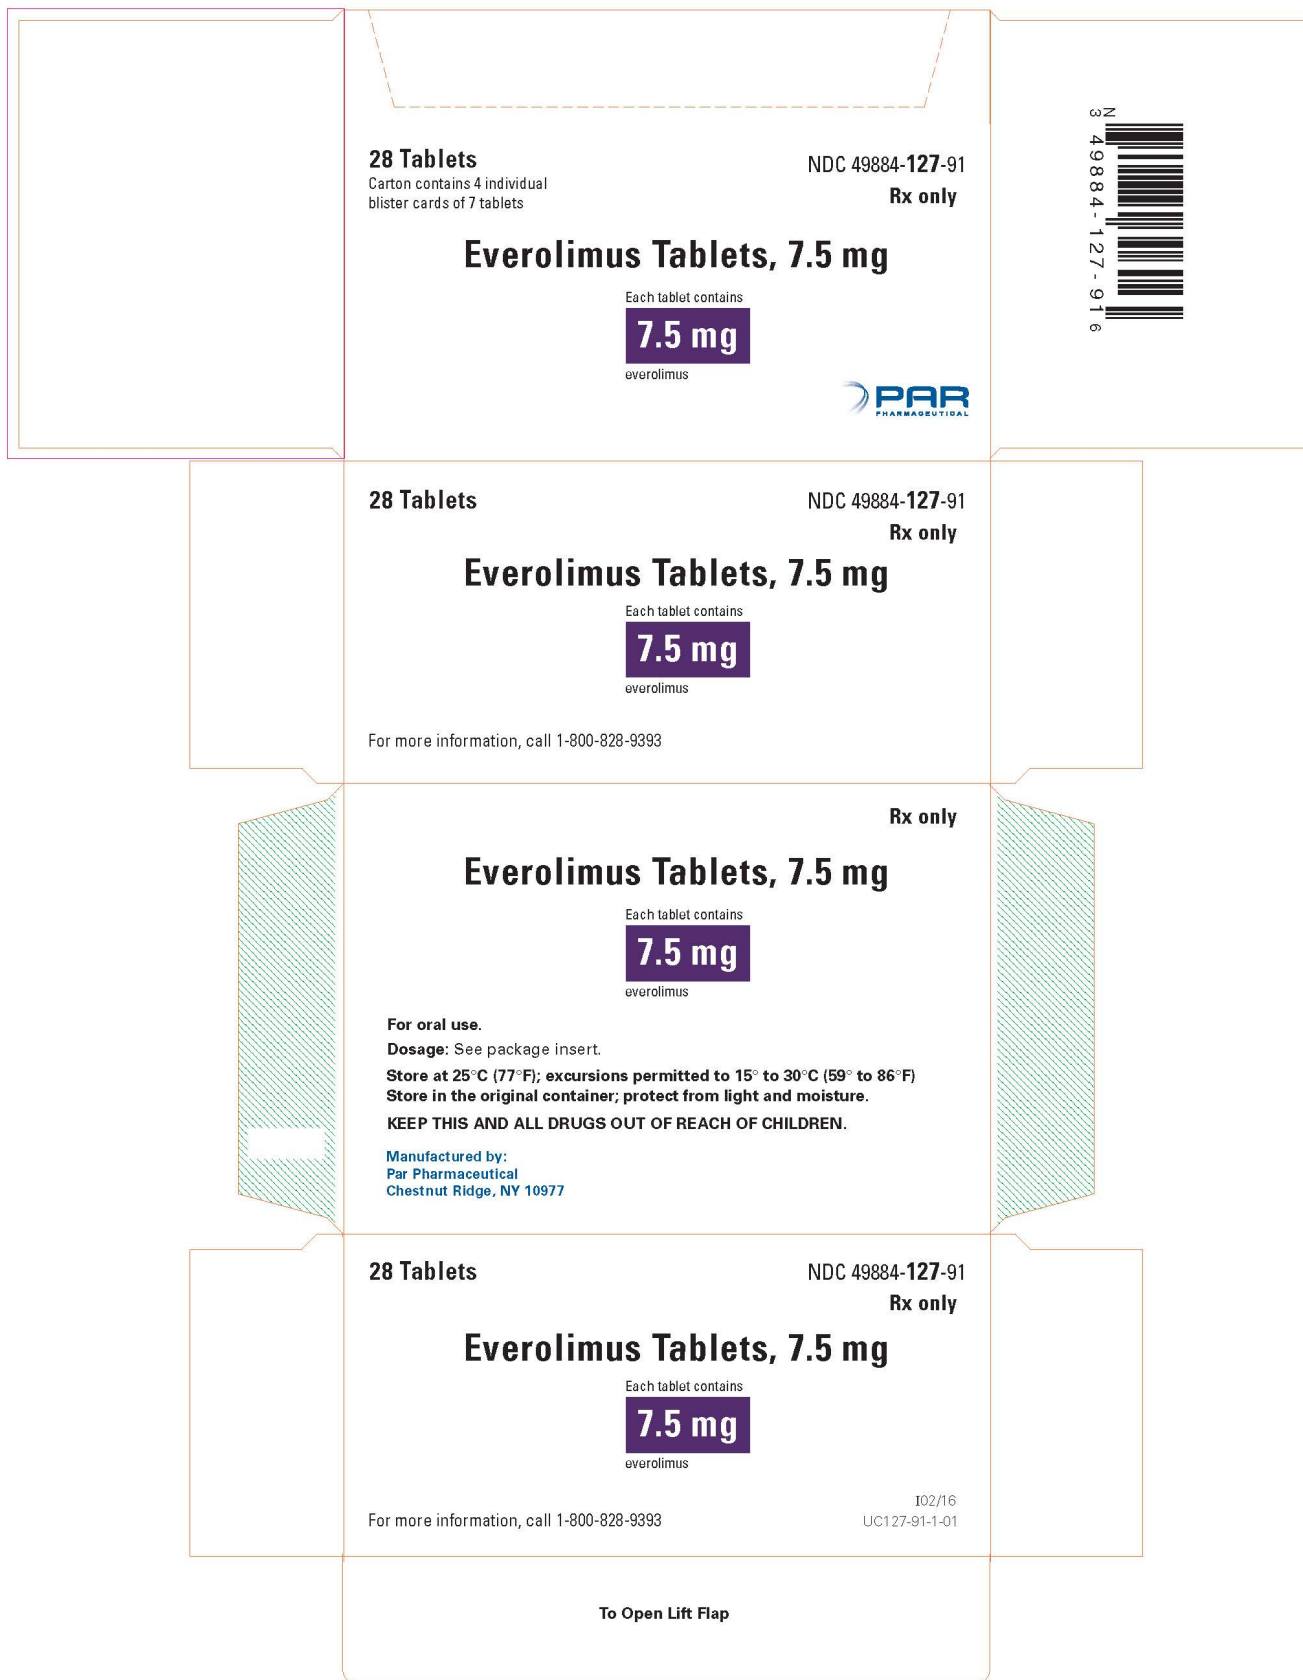 28 Tablets
Carton contains 4 individual
blister cards of 7 tablets
NDC 49884-127-91
Rx only
Everolimus Tablets, 7.5 mg
Each tablet contains
7.5 mg
everolimus
PAR
PHARMACEUTICAL
N
3 49884-127-91 6
28 Tablets
NDC 49884-127-91
Rx only
Everolimus Tablets, 7.5 mg
Each tablet contains
7.5 mg
everolimus
For more information, call 1-800-828-9393
Rx only
Everolimus Tablets, 7.5 mg
Each tablet contains
7.5 mg
everolimus
For oral use.
Dosage: See package insert.
Store at 25°C (77°F); excursions permitted to 15° to 30°C (59° to 86°F)
Store in the original container; protect from light and moisture.
KEEP THIS AND ALL DRUGS OUT OF REACH OF CHILDREN.
Manufactured by:
Par Pharmaceutical
Chestnut Ridge, NY 10977
28 Tablets
NDC 49884-127-91
Rx only
Everolimus Tablets, 7.5 mg
Each tablet contains
7.5 mg
everolimus
For more information, call 1-800-828-9393
I02/16
UC127-91-1-01
To Open Lift Flap